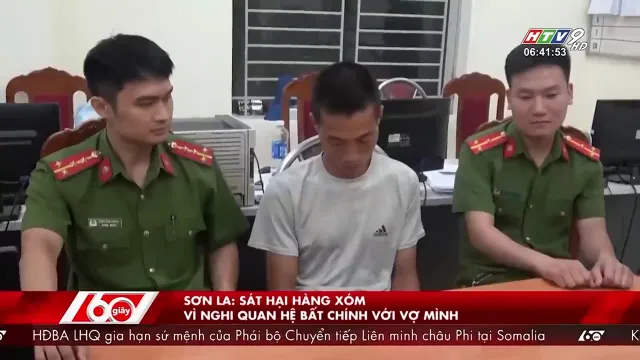 HTV9 HD
06:41:53
adidas
60 giây
SƠN LA: SÁT HẠI HÀNG XÓM
VÌ NGHI QUAN HỆ BẤT CHÍNH VỚI VỢ MÌNH
HĐBA LHQ gia hạn sứ mệnh của Phái bộ Chuyển tiếp Liên minh châu Phi tại Somalia
60